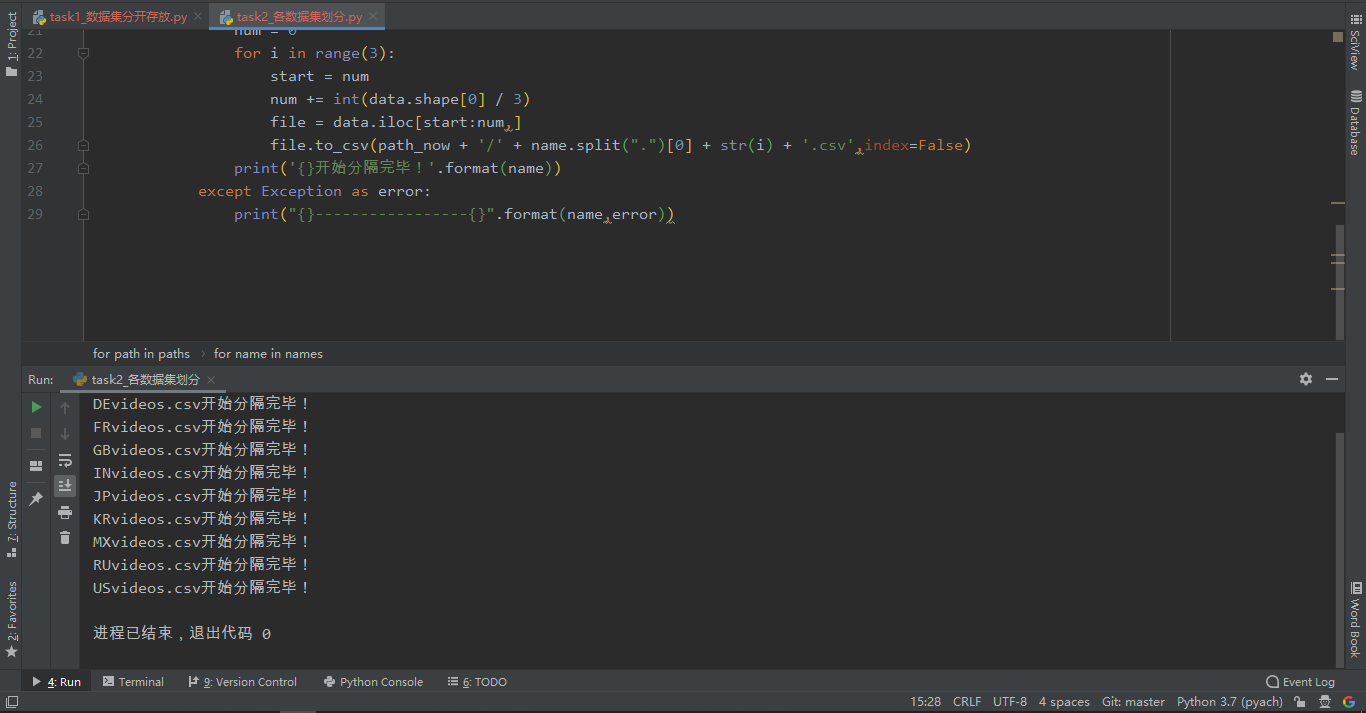 task1_数据集分开存放.py
task2_各数据集划分.py
1: Project
21 num = 0
22 for i in range(3):
23 start = num
24 num += int(data.shape[0] / 3)
25 file = data.iloc[start:num,]
26 file.to_csv(path_now + '/' + name.split(".")[0] + str(i) + '.csv',index=False)
27 print('{}开始分隔完毕！'.format(name))
28 except Exception as error:
29 print("{}-----------------{}".format(name,error))
SciView
Database
for path in paths › for name in names
Run: task2_各数据集划分
DEvideos.csv开始分隔完毕！
FRvideos.csv开始分隔完毕！
GBvideos.csv开始分隔完毕！
INvideos.csv开始分隔完毕！
JPvideos.csv开始分隔完毕！
KRvideos.csv开始分隔完毕！
MXvideos.csv开始分隔完毕！
RUvideos.csv开始分隔完毕！
USvideos.csv开始分隔完毕！
进程已结束，退出代码 0
7: Structure
2: Favorites
Word Book
4: Run Terminal 9: Version Control Python Console 6: TODO Event Log
15:28 CRLF UTF-8 4 spaces Git: master Python 3.7 (pyach)